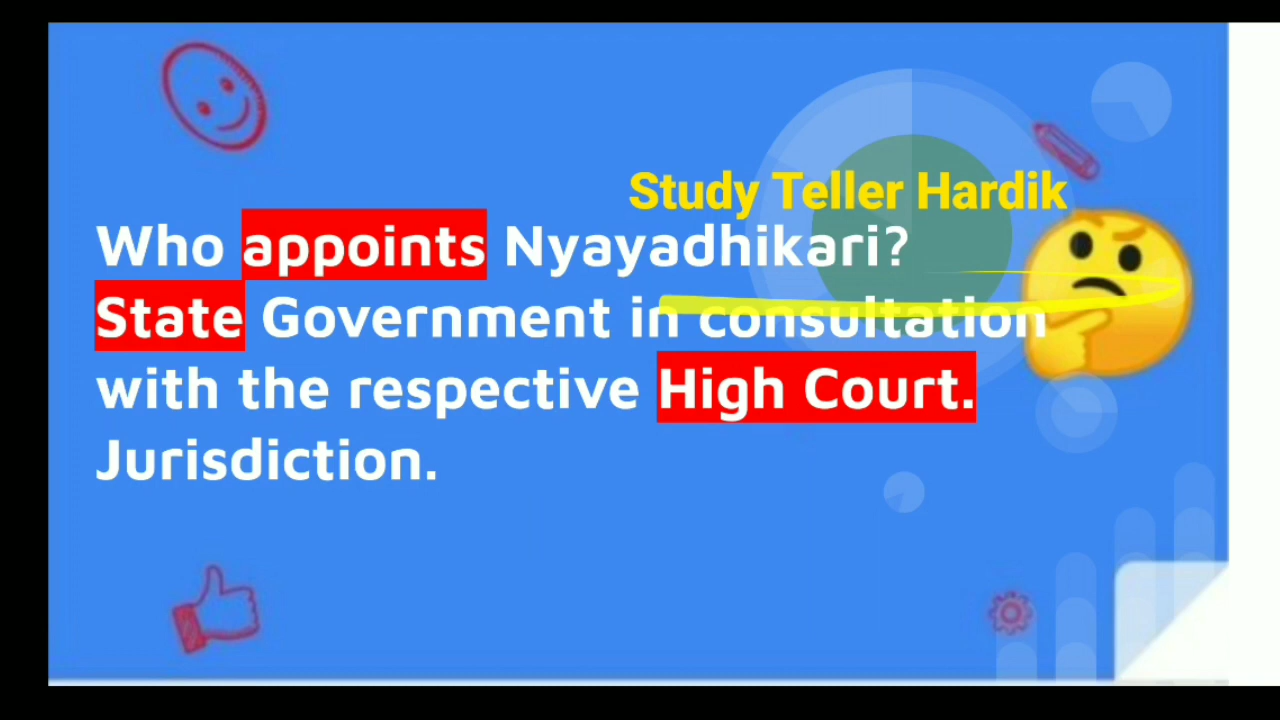 Study Teller Hardik
Who appoints Nyayadhikari?
State Government in consultation
with the respective High Court.
Jurisdiction.